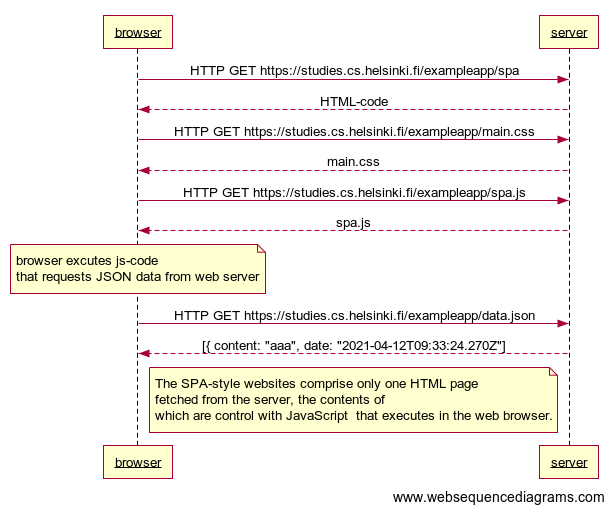 browser
server
HTTP GET https://studies.cs.helsinki.fi/exampleapp/spa
HTML-code
HTTP GET https://studies.cs.helsinki.fi/exampleapp/main.css
main.css
HTTP GET https://studies.cs.helsinki.fi/exampleapp/spa.js
spa.js
browser excutes js-code
that requests JSON data from web server
HTTP GET https://studies.cs.helsinki.fi/exampleapp/data.json
[{ content: "aaa", date: "2021-04-12T09:33:24.270Z"]
The SPA-style websites comprise only one HTML page
fetched from the server, the contents of
which are control with JavaScript  that executes in the web browser.
browser
server
www.websequencediagrams.com